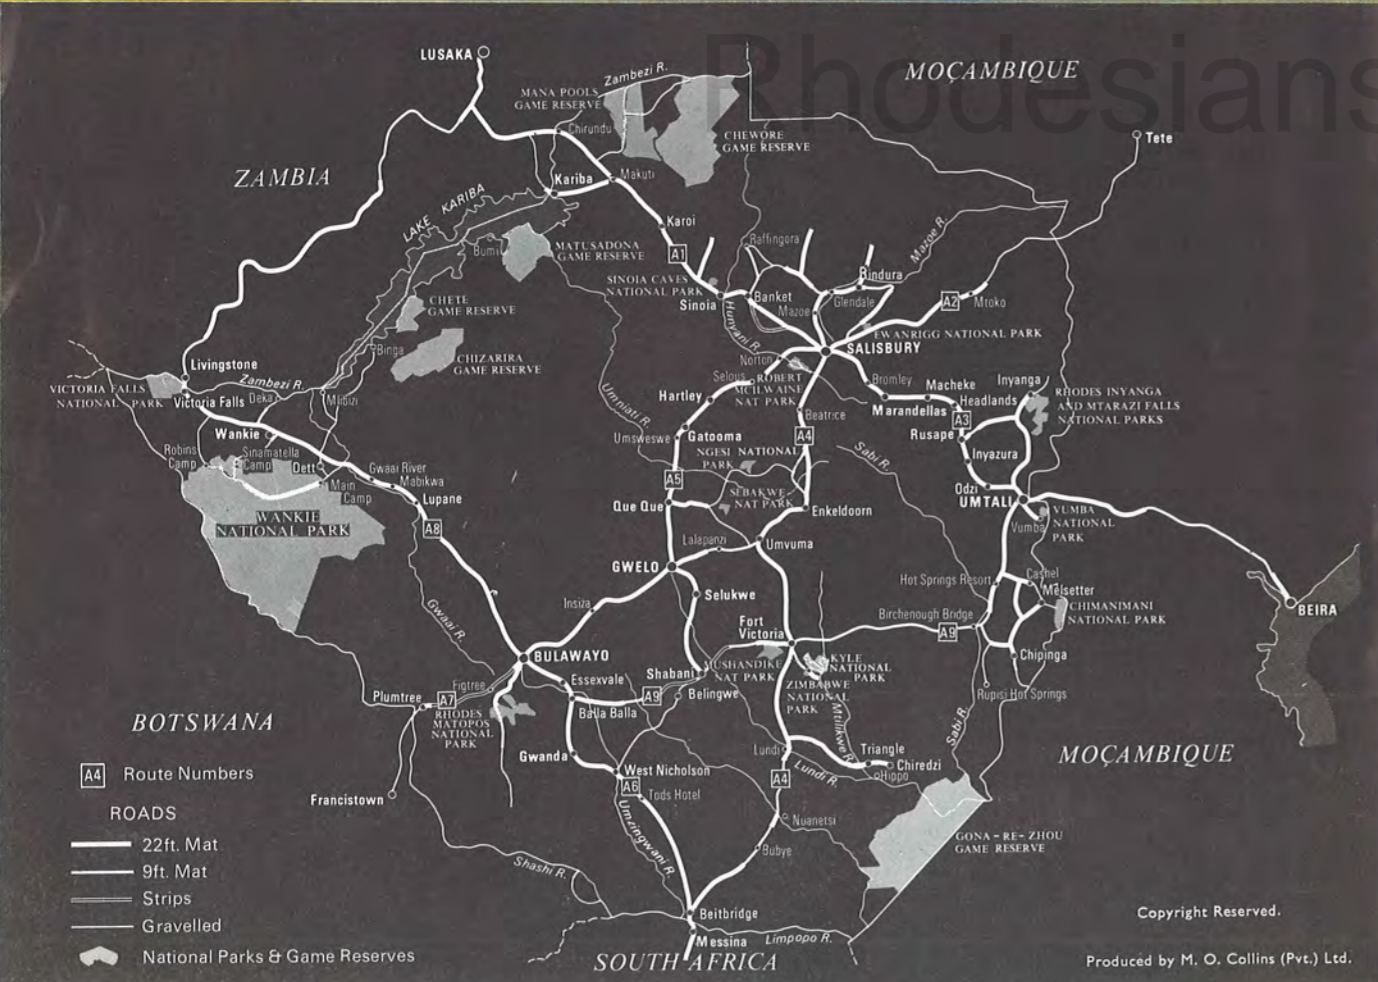 Rhodesians
LUSAKA
MOÇAMBIQUE
Zambezi R.
MANA POOLS
GAME RESERVE
Chirundu
CHEWORE
GAME RESERVE
Tete
ZAMBIA
Kariba
Makuti
LAKE KARIBA
Karoi
Mazoe R.
Bumi
MATUSADONA
GAME RESERVE
Raffingora
A1
SINOIA CAVES
NATIONAL PARK
Bindura
Sinoia
Banket
Glendale
A2
Mtoko
CHETE
GAME RESERVE
Mazoe
Hunyani R.
EWANRIGG NATIONAL PARK
SALISBURY
Binga
CHIZARIRA
GAME RESERVE
Norton
Livingstone
VICTORIA FALLS
NATIONAL PARK
Zambezi R.
Deka
Mlibizi
Victoria Falls
Umniati R.
Selous
ROBERT
MCILWAINE
NAT PARK
Bromley
Macheke
Inyanga
Headlands
RHODES INYANGA
AND MTARAZI FALLS
NATIONAL PARKS
Hartley
Marandellas
Beatrice
A3
Wankie
Umsweswe
Gatooma
A4
Rusape
Robins
Camp
Sinamatella
Camp
Dett
Gwaai River
Mabikwa
NGESI NATIONAL
PARK
Sabi R.
Inyazura
Main
Camp
Lupane
A5
SEBAKWE
NAT PARK
Odzi
UMTALI
WANKIE
NATIONAL PARK
Que Que
Enkeldoorn
Vumba
VUMBA
NATIONAL
PARK
A8
Lalapanzi
Umvuma
GWELO
Hot Springs Resort
Cashel
Melsetter
Selukwe
Insiza
Gwaai R.
Fort
Victoria
Birchenough Bridge
A9
CHIMANIMANI
NATIONAL PARK
BEIRA
BULAWAYO
Shabani
MUSHANDIKE
NAT PARK
KYLE
NATIONAL
PARK
Chipinga
Essexvale
Figtree
Plumtree
A7
A9
Belingwe
ZIMBABWE
NATIONAL
PARK
Rupisi Hot Springs
Balla Balla
RHODES
MATOPOS
NATIONAL
PARK
Mtilikwe R.
Sabi R.
BOTSWANA
Gwanda
Lundi
Triangle
Chiredzi
Hippo
MOÇAMBIQUE
A4 Route Numbers
West Nicholson
A6
Tods Hotel
A4
Lundi R.
Francistown
ROADS
Umzingwani R.
Nuanetsi
22ft. Mat
Bubye
GONA-RE-ZHOU
GAME RESERVE
9ft. Mat
Shashi R.
Strips
Gravelled
Beitbridge
Copyright Reserved.
National Parks & Game Reserves
Messina
Limpopo R.
SOUTH AFRICA
Produced by M. O. Collins (Pvt.) Ltd.